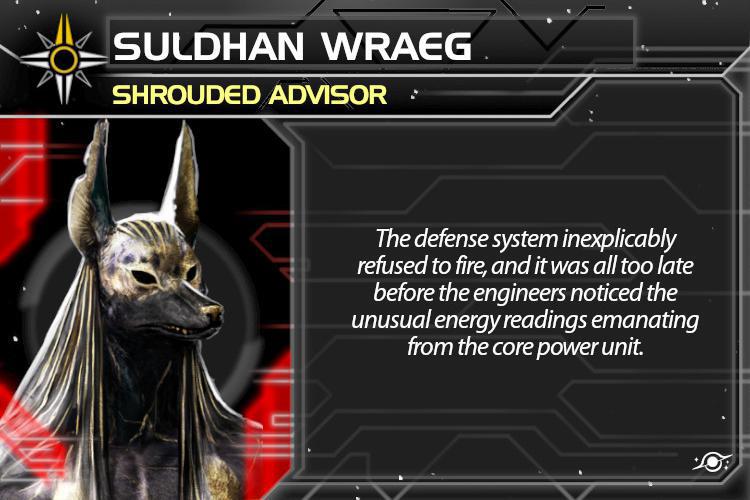 SULDHAN WRAEG
SHROUDED ADVISOR
The defense system inexplicably
refused to fire, and it was all too late
before the engineers noticed the
unusual energy readings emanating
from the core power unit.